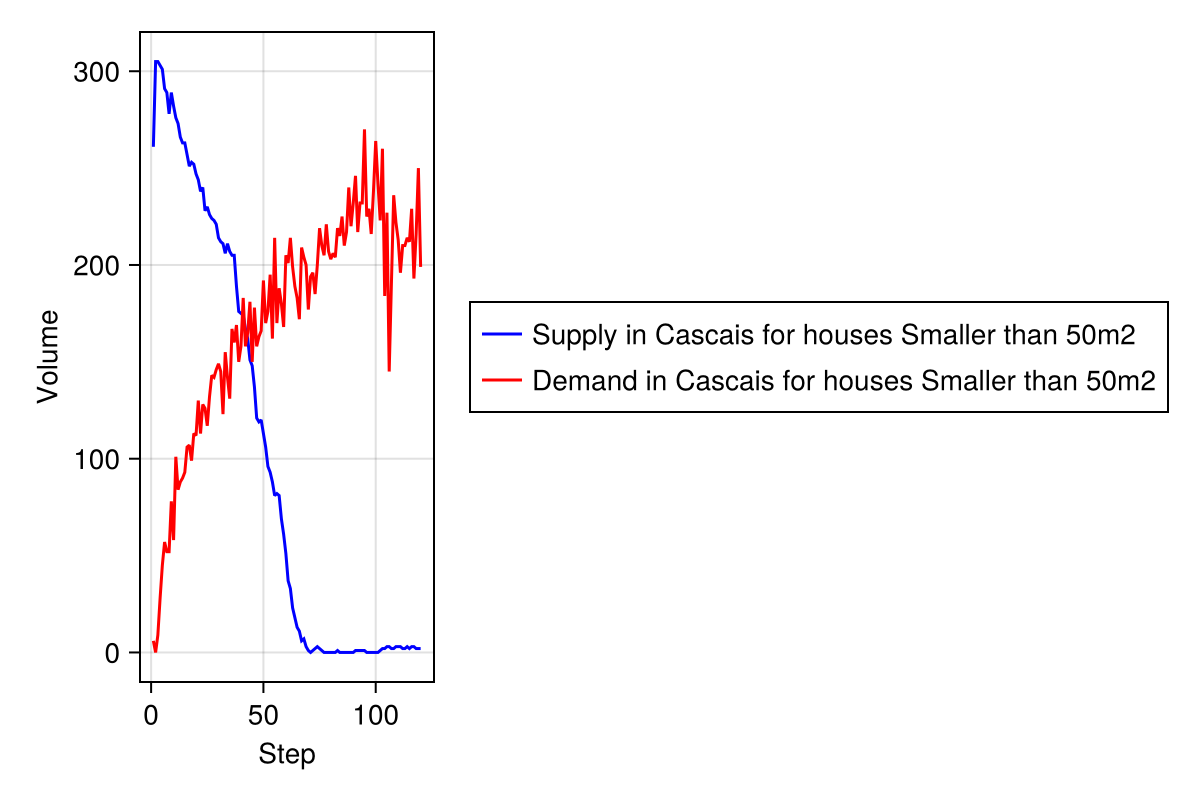 300
200
100
0
Volume
0 50 100
Step
Supply in Cascais for houses Smaller than 50m2
Demand in Cascais for houses Smaller than 50m2